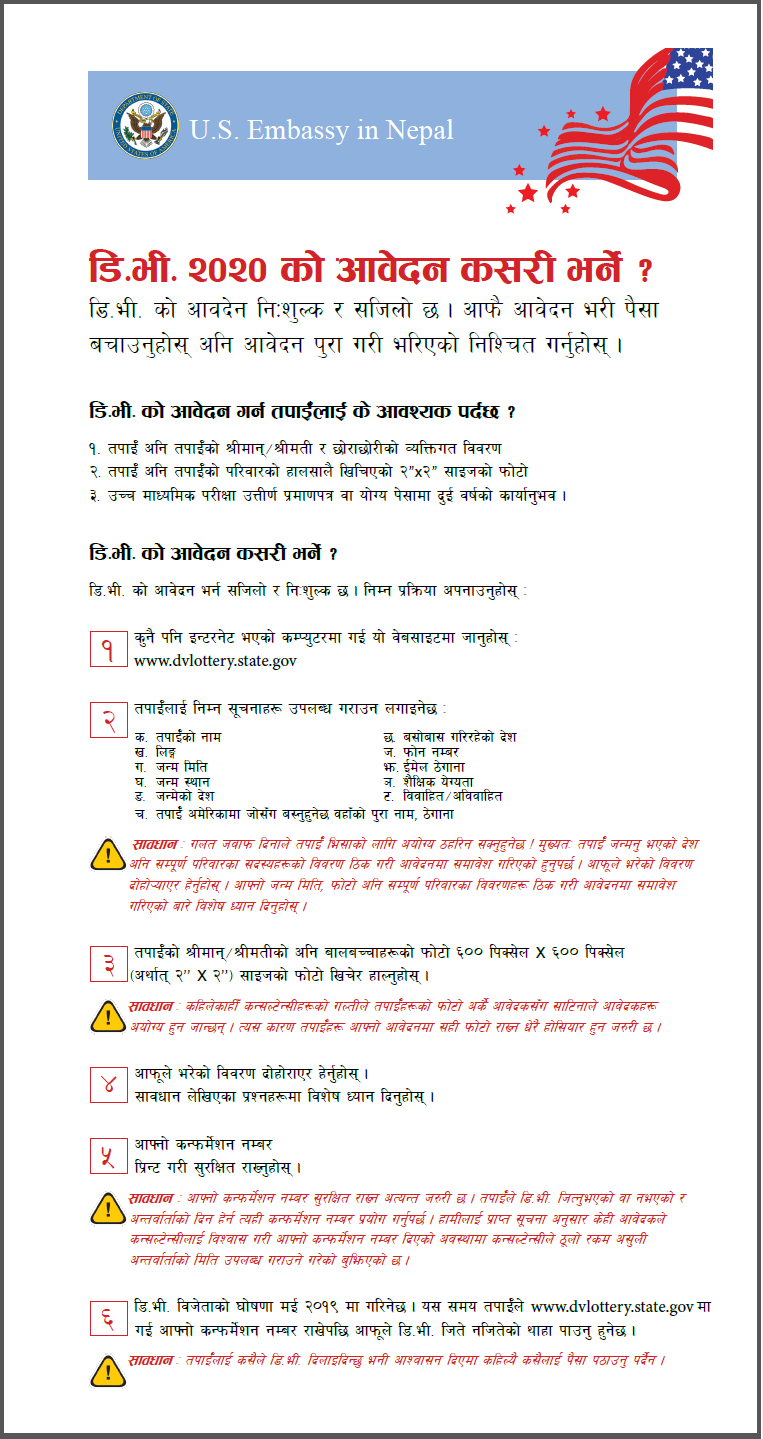 U.S. Embassy in Nepal
डि.भी. २०२० को आवेदन कसरी भर्ने ?
डि.भी. को आवदेन निःशुल्क र सजिलो छ । आफै आवेदन भरी पैसा
बचाउनुहोस् अनि आवेदन पुरा गरी भरिएको निश्चित गर्नुहोस् ।
डि.भी. को आवेदन गर्न तपाईंलाई के आवश्यक पर्दछ ?
१. तपाईं अनि तपाईंको श्रीमान्/श्रीमती र छोराछोरीको व्यक्तिगत विवरण
२. तपाईं अनि तपाईंको परिवारको हालसालै खिचिएको २”x२” साइजको फोटो
३. उच्च माध्यमिक परीक्षा उत्तीर्ण प्रमाणपत्र वा योग्य पेसामा दुई वर्षको कार्यानुभव ।
डि.भी. को आवेदन कसरी भर्ने ?
डि.भी. को आवेदन भर्न सजिलो र निःशुल्क छ । निम्न प्रक्रिया अपनाउनुहोस् :
१ कुनै पनि इन्टरनेट भएको कम्प्युटरमा गई यो वेबसाइटमा जानुहोस् :
www.dvlottery.state.gov
२ तपाईंलाई निम्न सूचनाहरू उपलब्ध गराउन लगाइनेछ :
क. तपाईंको नाम
ख. लिङ्ग
ग. जन्म मिति
घ. जन्म स्थान
ङ. जन्मेको देश
छ. बसोबास गरिरहेको देश
ज. फोन नम्बर
झ. ईमेल ठेगाना
ञ. शैक्षिक येग्यता
ट. विवाहित/अविवाहित
च. तपाईं अमेरिकामा जोसँग बस्नुहुनेछ वहाँको पुरा नाम, ठेगाना
सावधान : गलत जवाफ दिनाले तपाईं भिसाको लागि अयोग्य ठहरिन सक्नुहुनेछ ! मुख्यतः तपाईं जन्मनु भएको देश
अनि सम्पूर्ण परिवारका सदस्यहरूको विवरण ठिक गरी आवेदनमा समावेश गरिएको हुनुपर्छ । आफूले भरेको विवरण
दोहोऱ्याएर हेर्नुहोस् । आफ्नो जन्म मिति, फोटो अनि सम्पूर्ण परिवारका विवरणहरू ठिक गरी आवेदनमा समावेश
गरिएको बारे विशेष ध्यान दिनुहोस् ।
३ तपाईंको श्रीमान्/श्रीमतीको अनि बालबच्चाहरूको फोटो ६०० पिक्सेल X ६०० पिक्सेल
(अर्थात् २’’ X २’’) साइजको फोटो खिचेर हाल्नुहोस् ।
सावधान : कहिलेकाहीँ कन्सल्टेन्सीहरूको गल्तीले तपाईंहरूको फोटो अर्कै आवेदकसँग साटिनाले आवेदकहरू
अयोग्य हुन जान्छन् । त्यस कारण तपाईंहरू आफ्नो आवेदनमा सही फोटो राख्न धेरै होसियार हुन जरुरी छ ।
४ आफूले भरेको विवरण दोहोराएर हेर्नुहोस् ।
सावधान लेखिएका प्रश्नहरूमा विशेष ध्यान दिनुहोस् ।
५ आफ्नो कन्फर्मेशन नम्बर
प्रिन्ट गरी सुरक्षित राख्नुहोस् ।
सावधान : आफ्नो कन्फर्मेशन नम्बर सुरक्षित राख्न अत्यन्त जरुरी छ । तपाईंले डि.भी. जित्नुभएको वा नभएको र
अन्तर्वार्ताको दिन हेर्न त्यही कन्फर्मेशन नम्बर प्रयोग गर्नुपर्छ । हामीलाई प्राप्त सूचना अनुसार केही आवेदकले
कन्सल्टेन्सीलाई विश्वास गरी आफ्नो कन्फर्मेशन नम्बर दिएको अवस्थामा कन्सल्टेन्सीले ठूलो रकम असुली
अन्तर्वार्ताको मिति उपलब्ध गराउने गरेको बुझिएको छ ।
६ डि.भी. विजेताको घोषणा मई २०१९ मा गरिनेछ । यस समय तपाईंले www.dvlottery.state.gov मा
गई आफ्नो कन्फर्मेशन नम्बर राखेपछि आफूले डि.भी. जिते नजितेको थाहा पाउनु हुनेछ ।
सावधान : तपाईंलाई कसैले डि.भी. दिलाइदिन्छु भनी आश्वासन दिएमा कहिल्यै कसैलाई पैसा पठाउनु पर्दैन ।